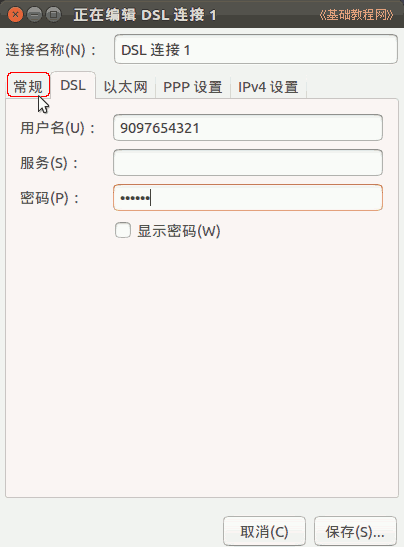 正在编辑 DSL 连接 1
《基础教程网》
连接名称(N)： DSL 连接 1
常规 DSL 以太网 PPP 设置 IPv4 设置
用户名(U)： 9097654321
服务(S)：
密码(P)： ••••••
显示密码(W)
取消(C) 保存(S)...